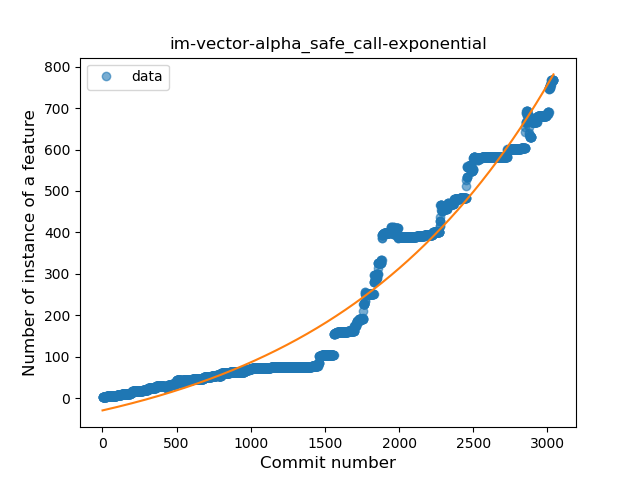 im-vector-alpha_safe_call-exponential
data
Number of instance of a feature
800
700
600
500
400
300
200
100
0
0 500 1000 1500 2000 2500 3000
Commit number